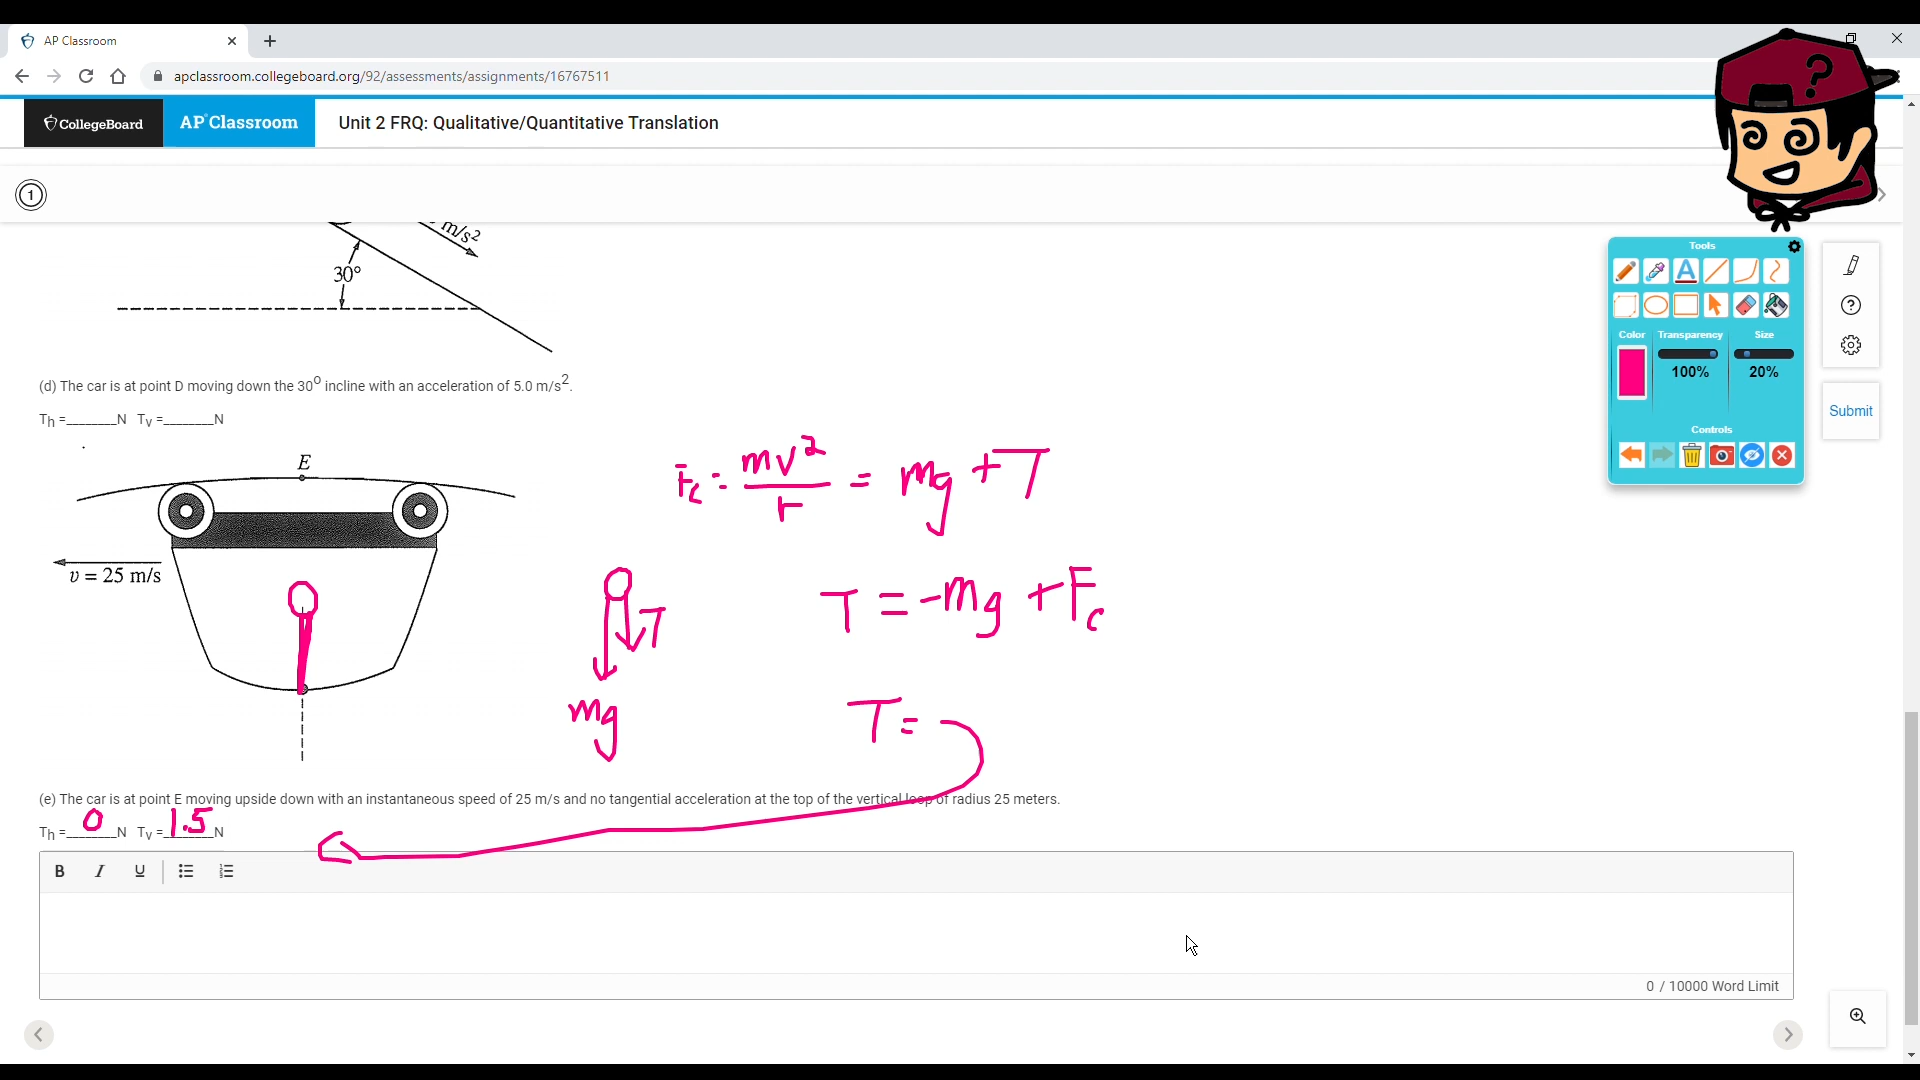 AP Classroom
apclassroom.collegeboard.org/92/assessments/assignments/16767511
CollegeBoard
AP Classroom
Unit 2 FRQ: Qualitative/Quantitative Translation
?
1
m/s²
30°
Tools
Color Transparency Size
100% 20%
Controls
Submit
(d) The car is at point D moving down the 30° incline with an acceleration of 5.0 m/s².
Th =_______N Tv =_______N
E
v = 25 m/s
Fc = mv²/r = mg + T
T = -mg + Fc
T
mg
T =
(e) The car is at point E moving upside down with an instantaneous speed of 25 m/s and no tangential acceleration at the top of the vertical loop of radius 25 meters.
Th = 0 N Tv = 1.5 N
B I U
0 / 10000 Word Limit